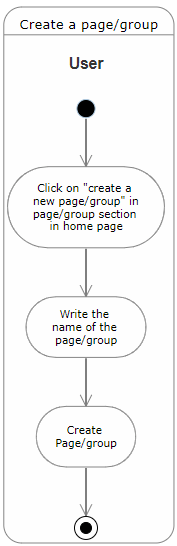 Create a page/group
User
Click on "create a
new page/group" in
page/group section
in home page
Write the
name of the
page/group
Create
Page/group